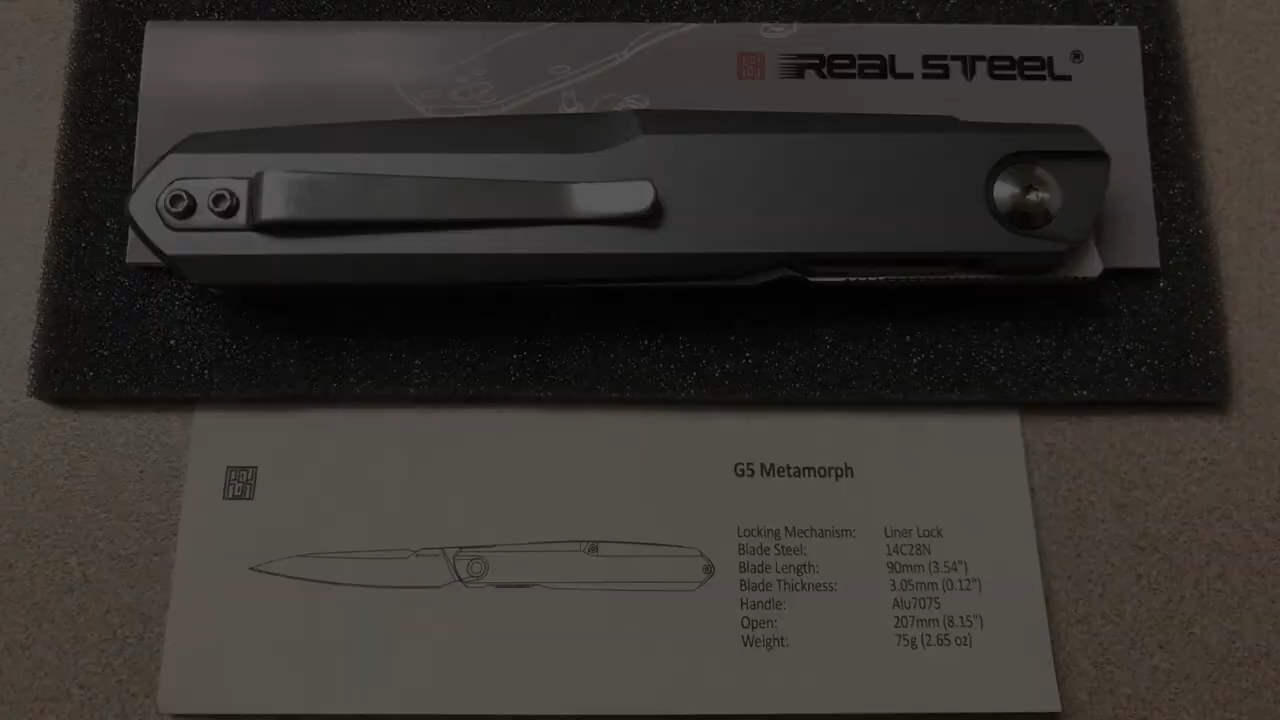 REAL STEEL®
G5 Metamorph
Locking Mechanism: Liner Lock
Blade Steel: 14C28N
Blade Length: 90mm (3.54")
Blade Thickness: 3.05mm (0.12")
Handle: Alu7075
Open: 207mm (8.15")
Weight: 75g (2.65 oz)